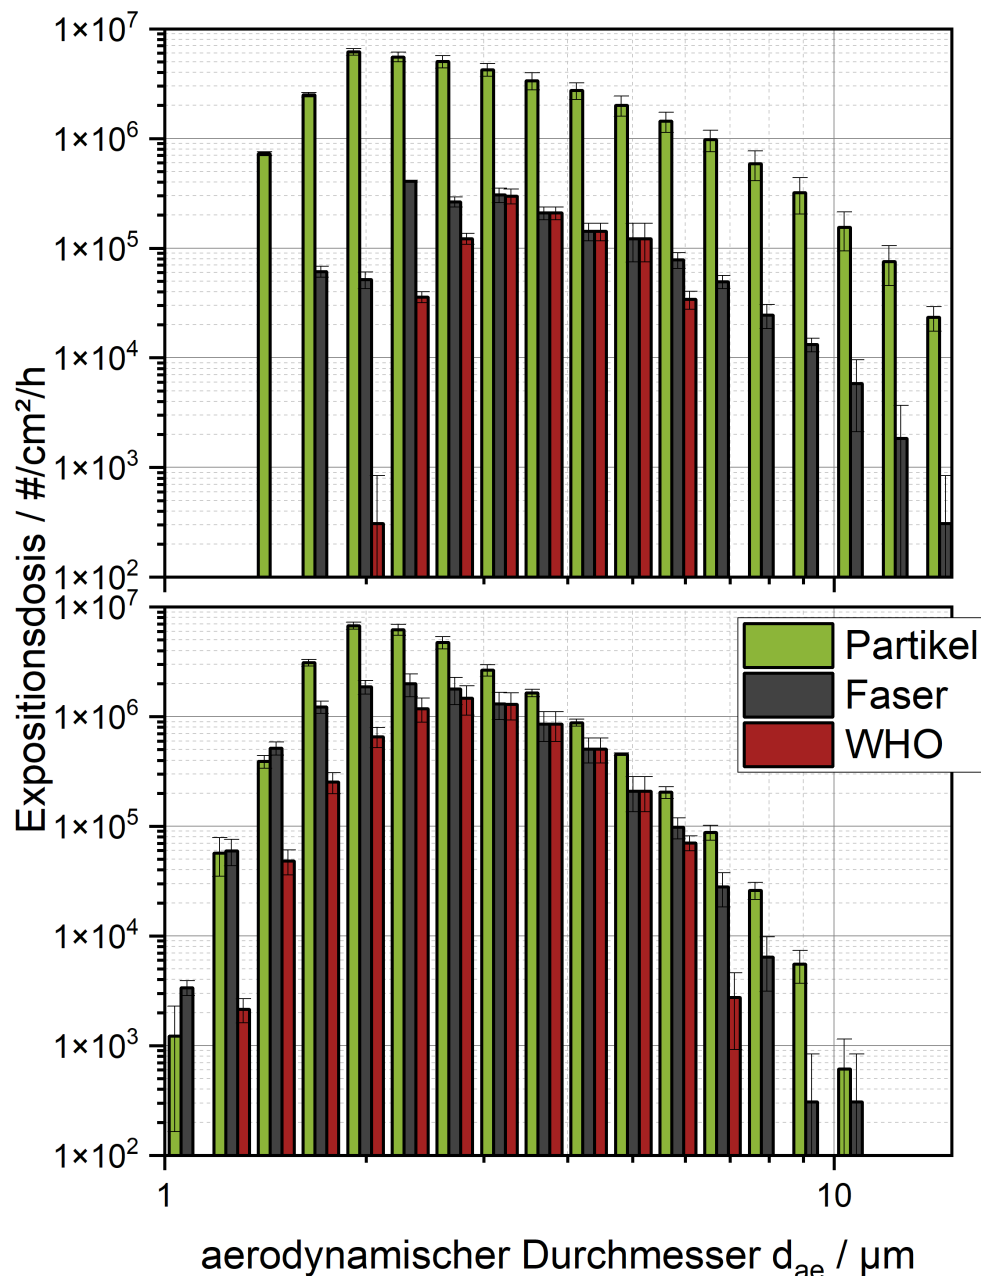 1×10⁷
1×10⁶
1×10⁵
1×10⁴
1×10³
1×10²
1×10⁷
1×10⁶
1×10⁵
1×10⁴
1×10³
1×10²
Expositionsdosis / #/cm²/h
Partikel
Faser
WHO
1 10
aerodynamischer Durchmesser dₐₑ / µm